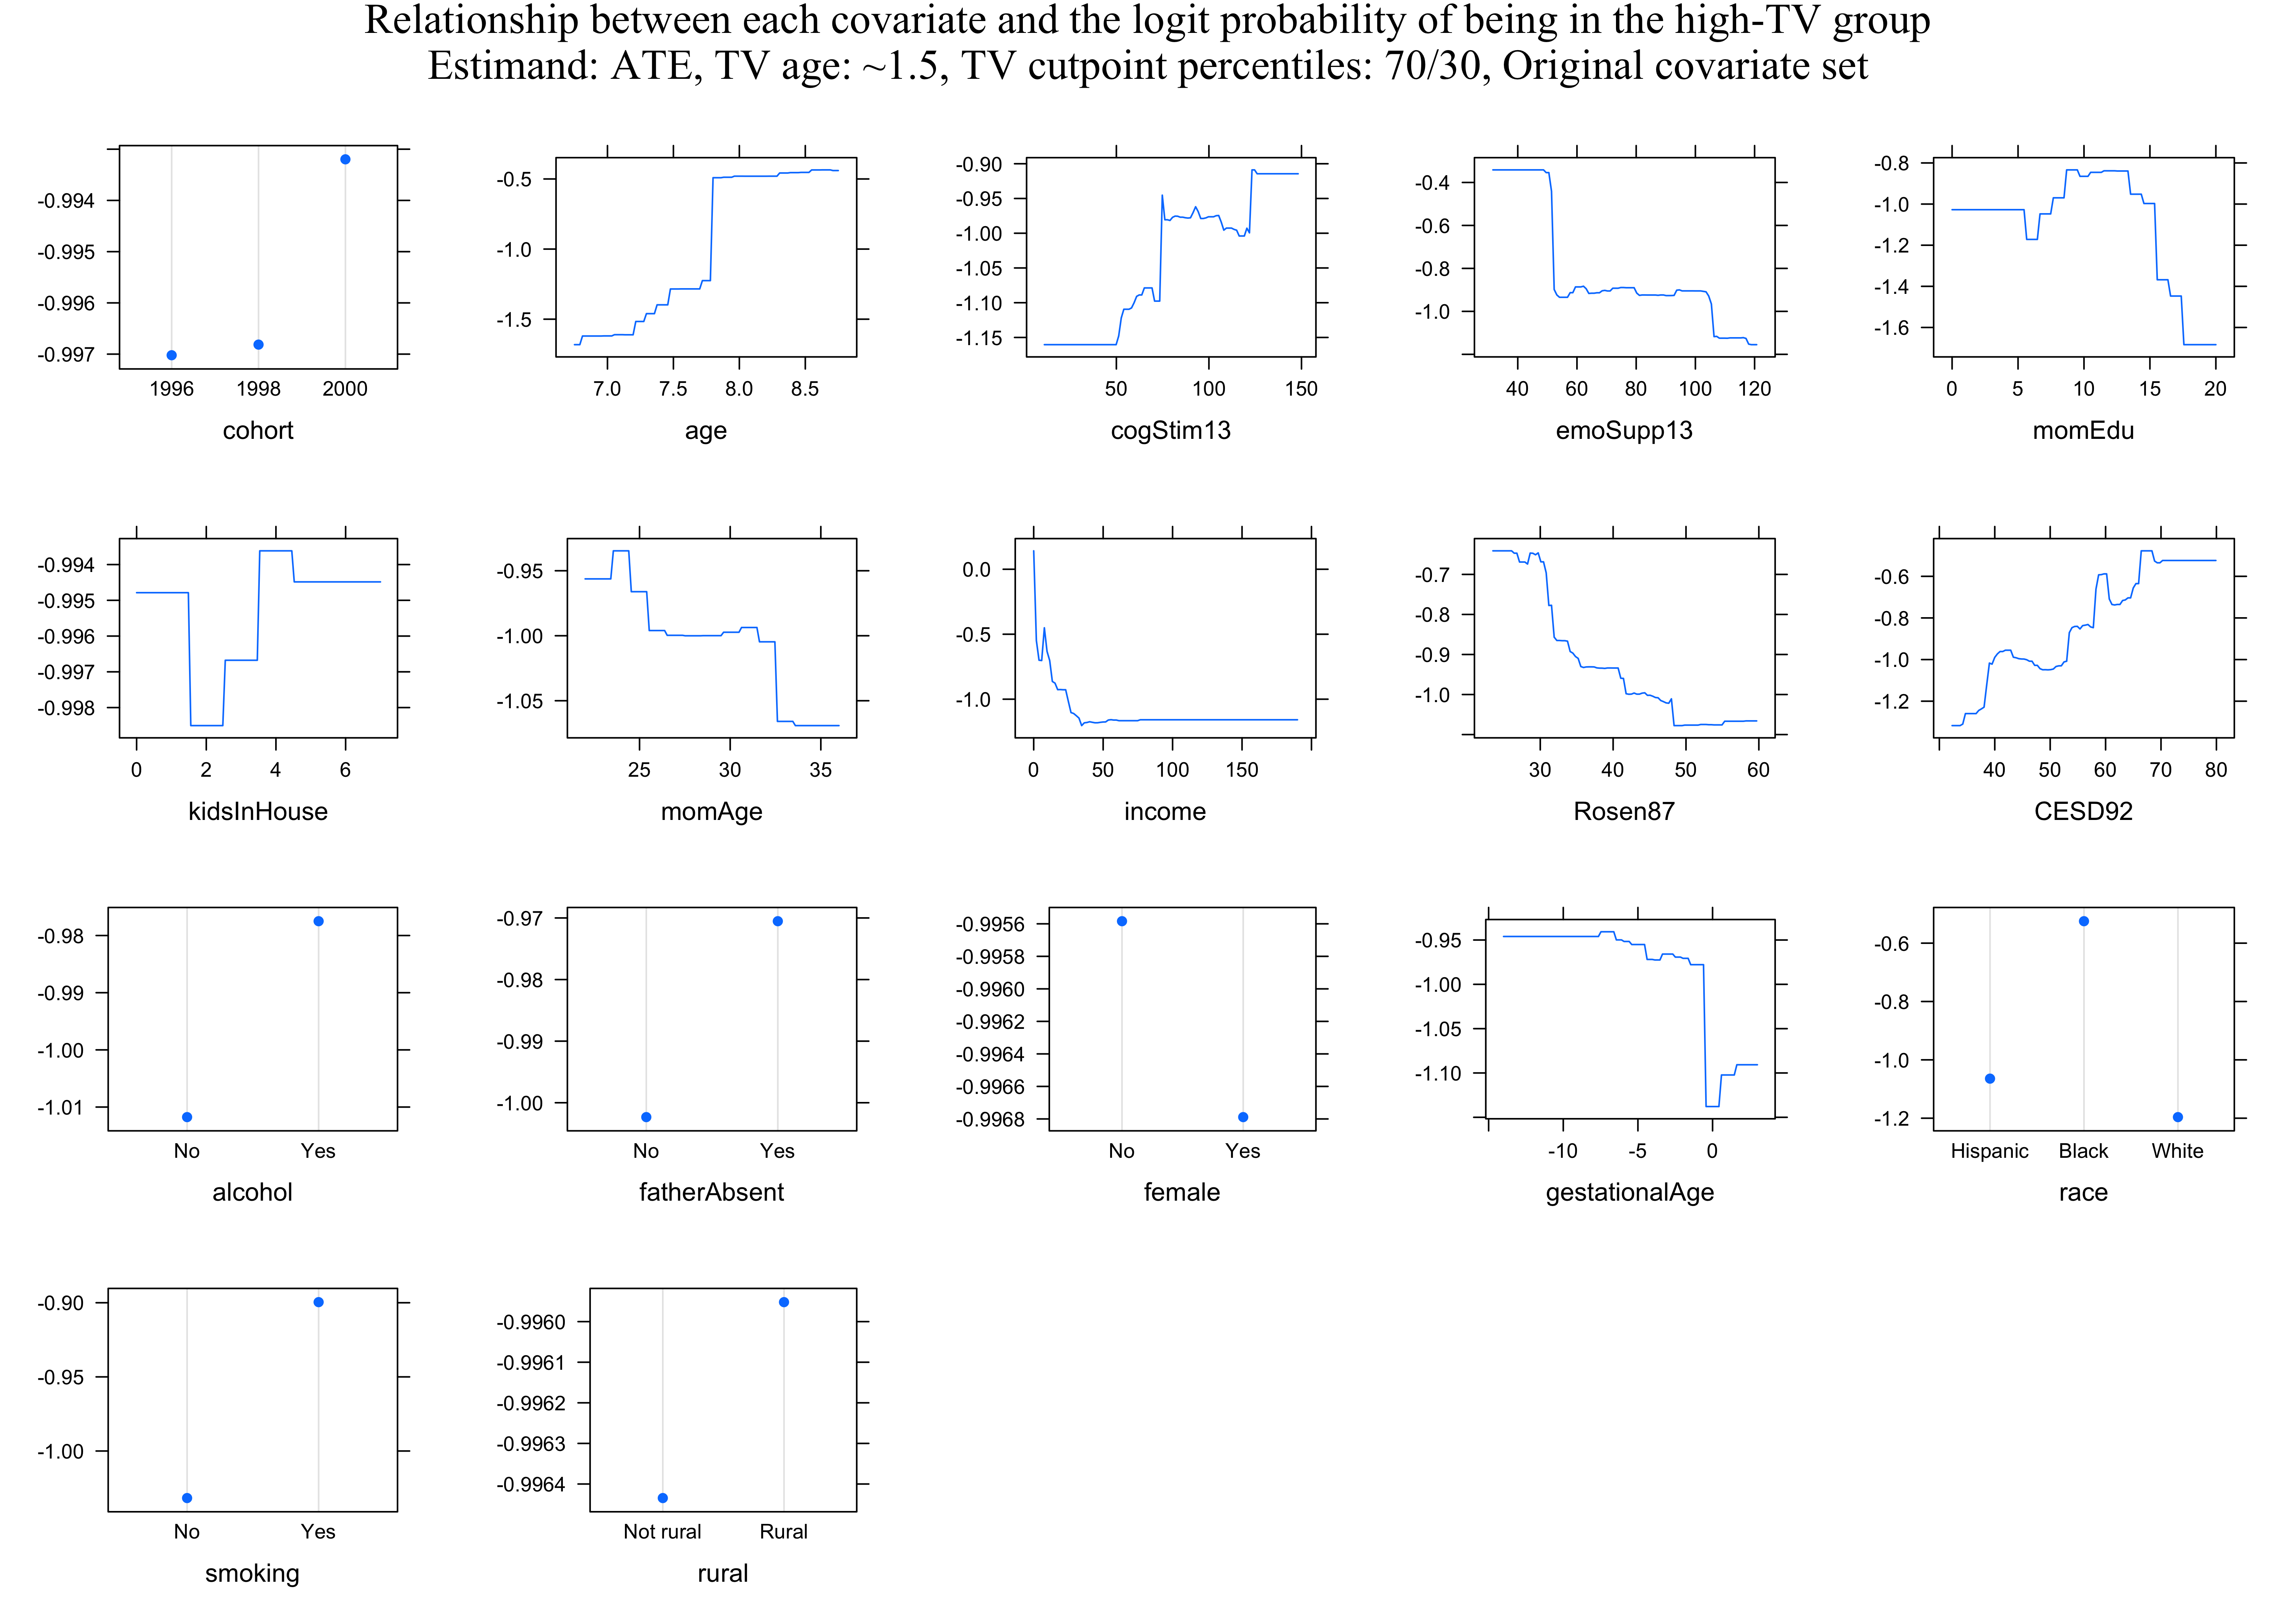 Relationship between each covariate and the logit probability of being in the high-TV group
Estimand: ATE, TV age: ~1.5, TV cutpoint percentiles: 70/30, Original covariate set
-0.994
-0.995
-0.996
-0.997
1996 1998 2000
cohort
-0.5
-1.0
-1.5
7.0 7.5 8.0 8.5
age
-0.90
-0.95
-1.00
-1.05
-1.10
-1.15
50 100 150
cogStim13
-0.4
-0.6
-0.8
-1.0
40 60 80 100 120
emoSupp13
-0.8
-1.0
-1.2
-1.4
-1.6
0 5 10 15 20
momEdu
-0.994
-0.995
-0.996
-0.997
-0.998
0 2 4 6
kidsInHouse
-0.95
-1.00
-1.05
25 30 35
momAge
0.0
-0.5
-1.0
0 50 100 150
income
-0.7
-0.8
-0.9
-1.0
30 40 50 60
Rosen87
-0.6
-0.8
-1.0
-1.2
40 50 60 70 80
CESD92
-0.98
-0.99
-1.00
-1.01
No Yes
alcohol
-0.97
-0.98
-0.99
-1.00
No Yes
fatherAbsent
-0.9956
-0.9958
-0.9960
-0.9962
-0.9964
-0.9966
-0.9968
No Yes
female
-0.95
-1.00
-1.05
-1.10
-10 -5 0
gestationalAge
-0.6
-0.8
-1.0
-1.2
Hispanic Black White
race
-0.90
-0.95
-1.00
No Yes
smoking
-0.9960
-0.9961
-0.9962
-0.9963
-0.9964
Not rural Rural
rural